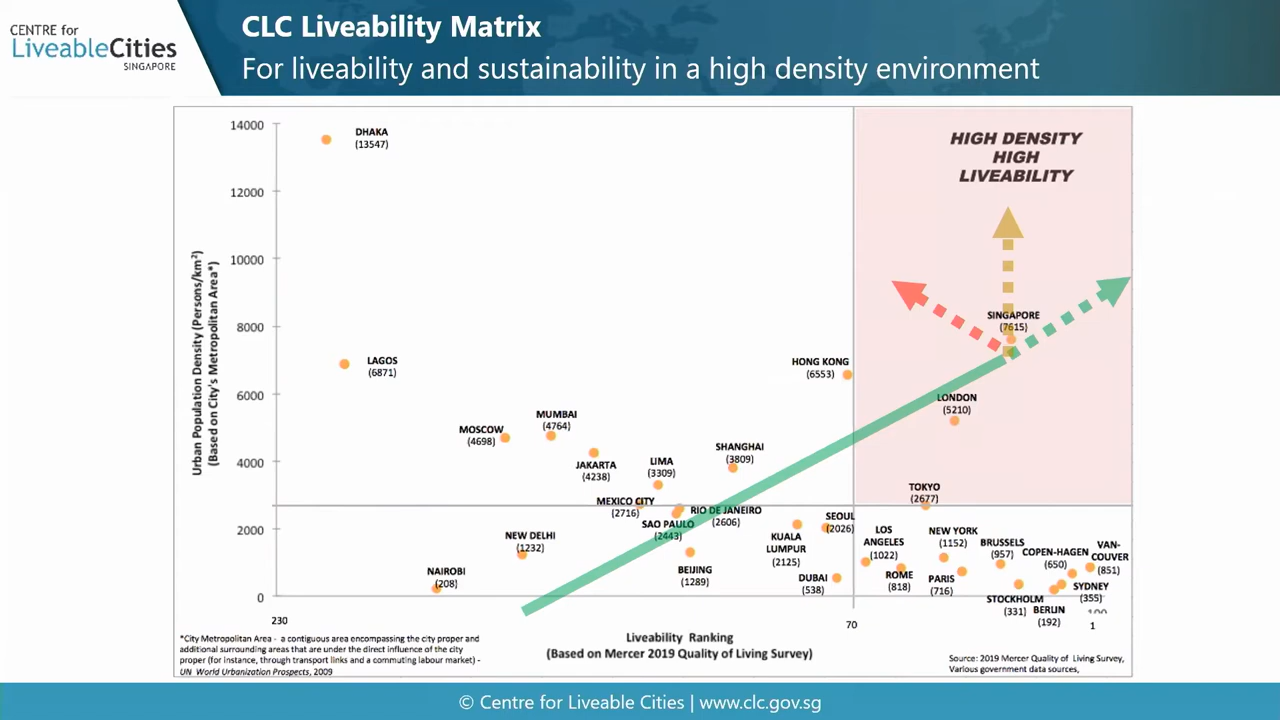 CENTRE for
LiveableCities
SINGAPORE
CLC Liveability Matrix
For liveability and sustainability in a high density environment
Urban Population Density (Persons/km²)
(Based on City's Metropolitan Area*)
14000
12000
10000
8000
6000
4000
2000
0
HIGH DENSITY
HIGH
LIVEABILITY
DHAKA
(13547)
LAGOS
(6871)
SINGAPORE
(7615)
HONG KONG
(6553)
LONDON
(5210)
MOSCOW
(4698)
MUMBAI
(4764)
JAKARTA
(4238)
LIMA
(3309)
SHANGHAI
(3809)
MEXICO CITY
(2716)
RIO DE JANEIRO
(2606)
SAO PAULO
(2443)
TOKYO
(2677)
SEOUL
(2026)
KUALA
LUMPUR
(2125)
NEW DELHI
(1232)
NAIROBI
(208)
BEIJING
(1289)
DUBAI
(538)
LOS
ANGELES
(1022)
ROME
(818)
NEW YORK
(1152)
PARIS
(716)
BRUSSELS
(957)
COPEN-HAGEN
(650)
VAN-
COUVER
(851)
STOCKHOLM
(331)
BERLIN
(192)
SYDNEY
(355)
230
70
1
Liveability Ranking
(Based on Mercer 2019 Quality of Living Survey)
*City Metropolitan Area - a contiguous area encompassing the city proper and
additional surrounding areas that are under the direct influence of the city
proper (for instance, through transport links and a commuting labour market) -
UN World Urbanization Prospects, 2009
Source: 2019 Mercer Quality of Living Survey,
Various government data sources,
© Centre for Liveable Cities | www.clc.gov.sg